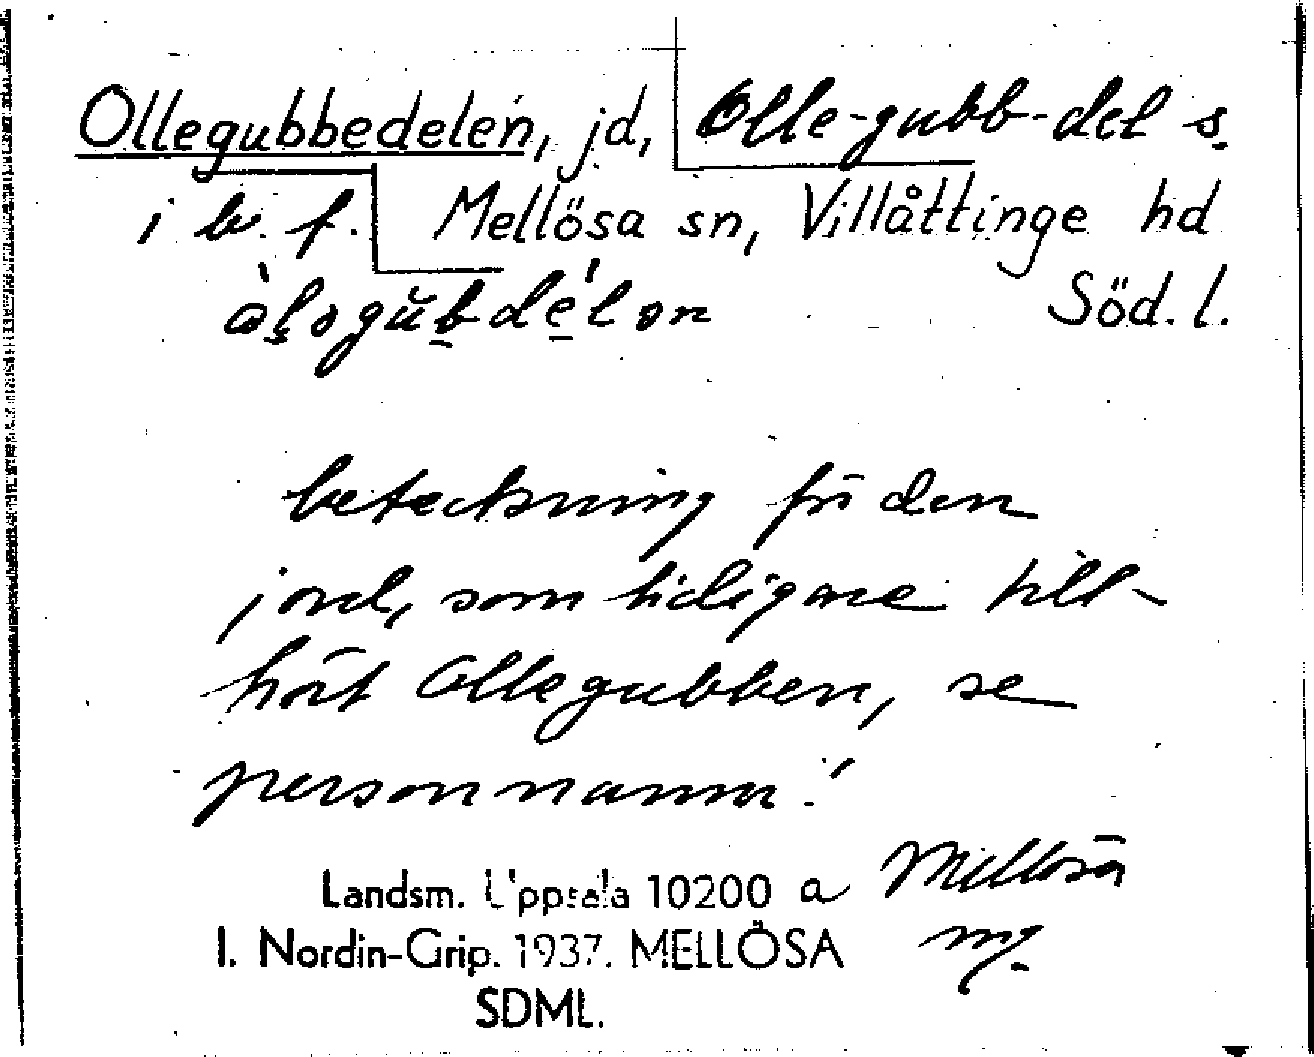 Ollegubbedelen, jd, Olle-gubb-del s.
i b. f. Mellösa sn, Villåttinge hd
Söd. l.
beteckning för den
jord, som tidigare till-
hört Ollegubben, se
personnamn!
Landsm. Uppsala 10200 a Mellösa
I. Nordin-Grip. 1937. MELLÖSA
SDML.